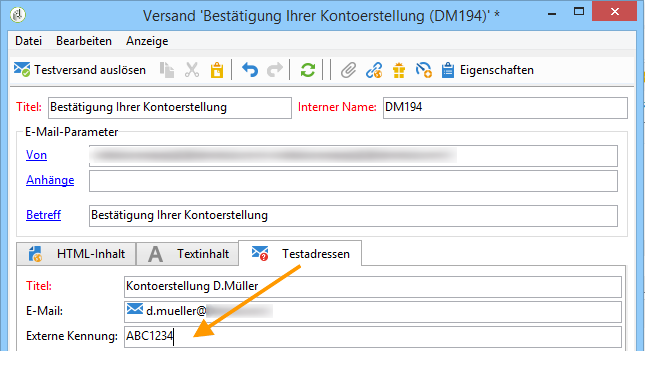 Versand 'Bestätigung Ihrer Kontoerstellung (DM194)' *
Datei Bearbeiten Anzeige
Testversand auslösen Eigenschaften
Titel: Bestätigung Ihrer Kontoerstellung Interner Name: DM194
E-Mail-Parameter
Von
Anhänge
Betreff Bestätigung Ihrer Kontoerstellung
HTML-Inhalt Textinhalt Testadressen
Titel: Kontoerstellung D.Müller
E-Mail: d.mueller@
Externe Kennung: ABC1234